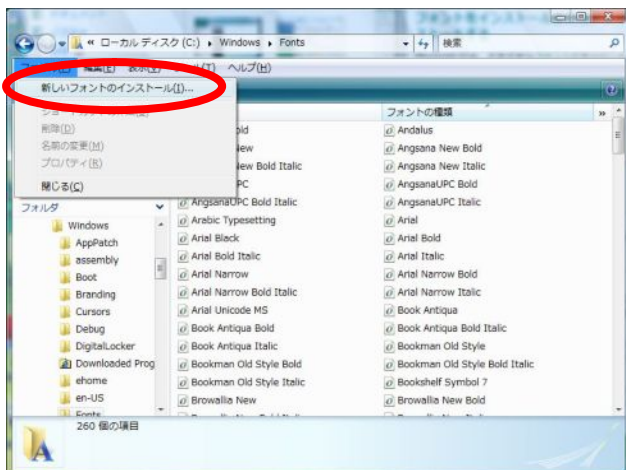 « ローカル ディスク (C:) ▸ Windows ▸ Fonts
検索
ヘルプ(H)
新しいフォントのインストール(I)...
削除(D)
名前の変更(M)
プロパティ(R)
閉じる(C)
フォントの種類 »
Andalus
Angsana New Bold
Angsana New Italic
AngsanaUPC Bold
AngsanaUPC Bold Italic
AngsanaUPC Italic
Arabic Typesetting
Arial
Arial Black
Arial Bold
Arial Bold Italic
Arial Italic
Arial Narrow
Arial Narrow Bold
Arial Narrow Bold Italic
Arial Narrow Italic
Arial Unicode MS
Book Antiqua
Book Antiqua Bold
Book Antiqua Bold Italic
Book Antiqua Italic
Bookman Old Style
Bookman Old Style Bold
Bookman Old Style Bold Italic
Bookman Old Style Italic
Bookshelf Symbol 7
Browallia New
Browallia New Bold
フォルダ
Windows
AppPatch
assembly
Boot
Branding
Cursors
Debug
DigitalLocker
Downloaded Prog
ehome
en-US
Fonts
260 個の項目